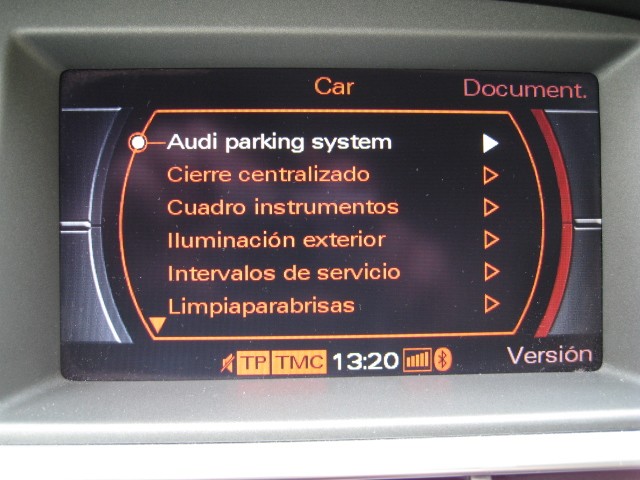 Car
Document.
Audi parking system
Cierre centralizado
Cuadro instrumentos
Iluminación exterior
Intervalos de servicio
Limpiaparabrisas
TP TMC 13:20
Versión